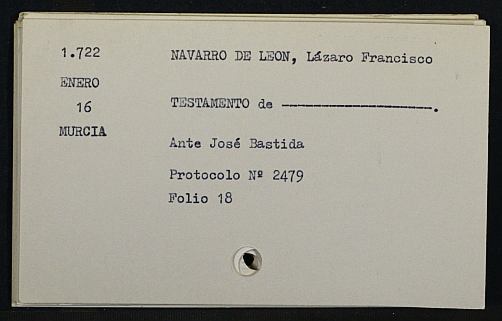 1.722
ENERO
16
MURCIA
NAVARRO DE LEON, Lázaro Francisco
TESTAMENTO de --------------------.
Ante José Bastida
Protocolo Nº 2479
Folio 18